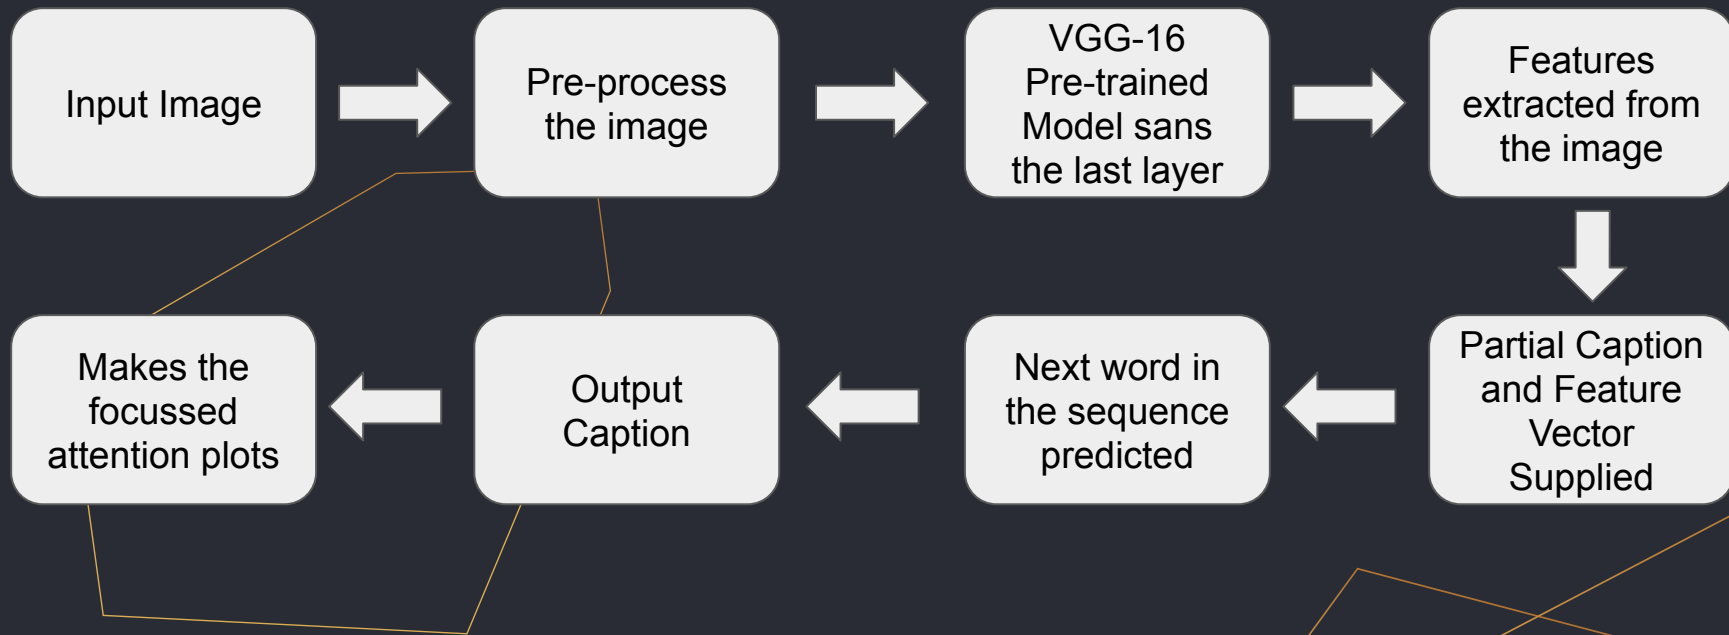 Input Image
Pre-process
the image
VGG-16
Pre-trained
Model sans
the last layer
Features
extracted from
the image
Partial Caption
and Feature
Vector
Supplied
Next word in
the sequence
predicted
Output
Caption
Makes the
focussed
attention plots